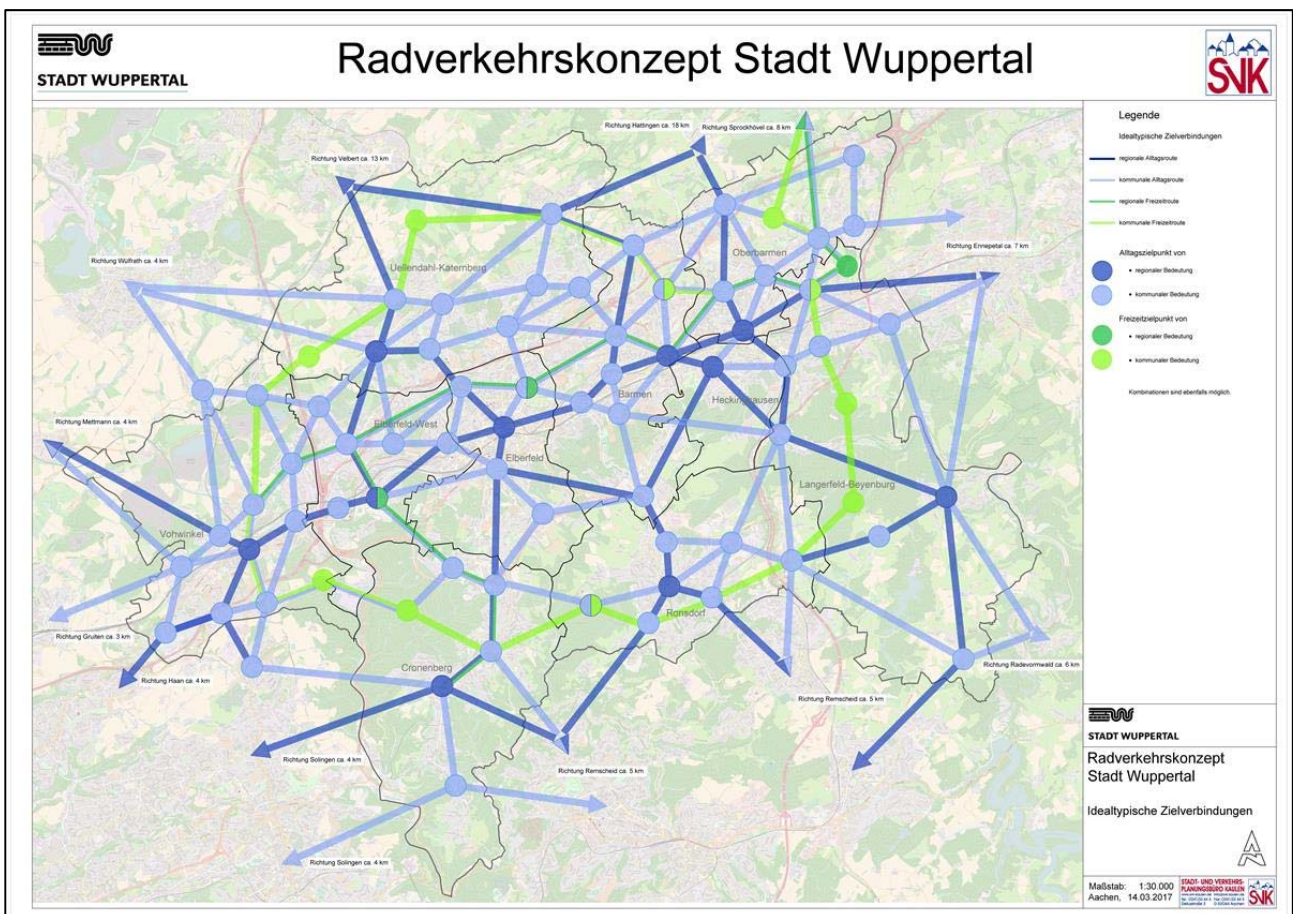 STADT WUPPERTAL
Radverkehrskonzept Stadt Wuppertal
SVK
Richtung Hattingen ca. 18 km
Richtung Sprockhövel ca. 8 km
Richtung Velbert ca. 13 km
Richtung Wülfrath ca. 4 km
Uellendahl-Katernberg
Oberbarmen
Richtung Ennepetal ca. 7 km
Richtung Mettmann ca. 4 km
Barmen
Heckinghausen
Elberfeld-West
Elberfeld
Langerfeld-Beyenburg
Vohwinkel
Ronsdorf
Richtung Gruiten ca. 3 km
Richtung Haan ca. 4 km
Cronenberg
Richtung Radevormwald ca. 6 km
Richtung Remscheid ca. 5 km
Richtung Solingen ca. 4 km
Richtung Remscheid ca. 5 km
Richtung Solingen ca. 4 km
Legende
Idealtypische Zielverbindungen
regionale Alltagsroute
kommunale Alltagsroute
regionale Freizeitroute
kommunale Freizeitroute
Alltagszielpunkt von
• regionaler Bedeutung
• kommunaler Bedeutung
Freizeitzielpunkt von
• regionaler Bedeutung
• kommunaler Bedeutung
Kombinationen sind ebenfalls möglich.
STADT WUPPERTAL
Radverkehrskonzept
Stadt Wuppertal
Idealtypische Zielverbindungen
Maßstab: 1:30.000
Aachen, 14.03.2017
STADT- UND VERKEHRS-
PLANUNGSBÜRO KAULEN
SVK